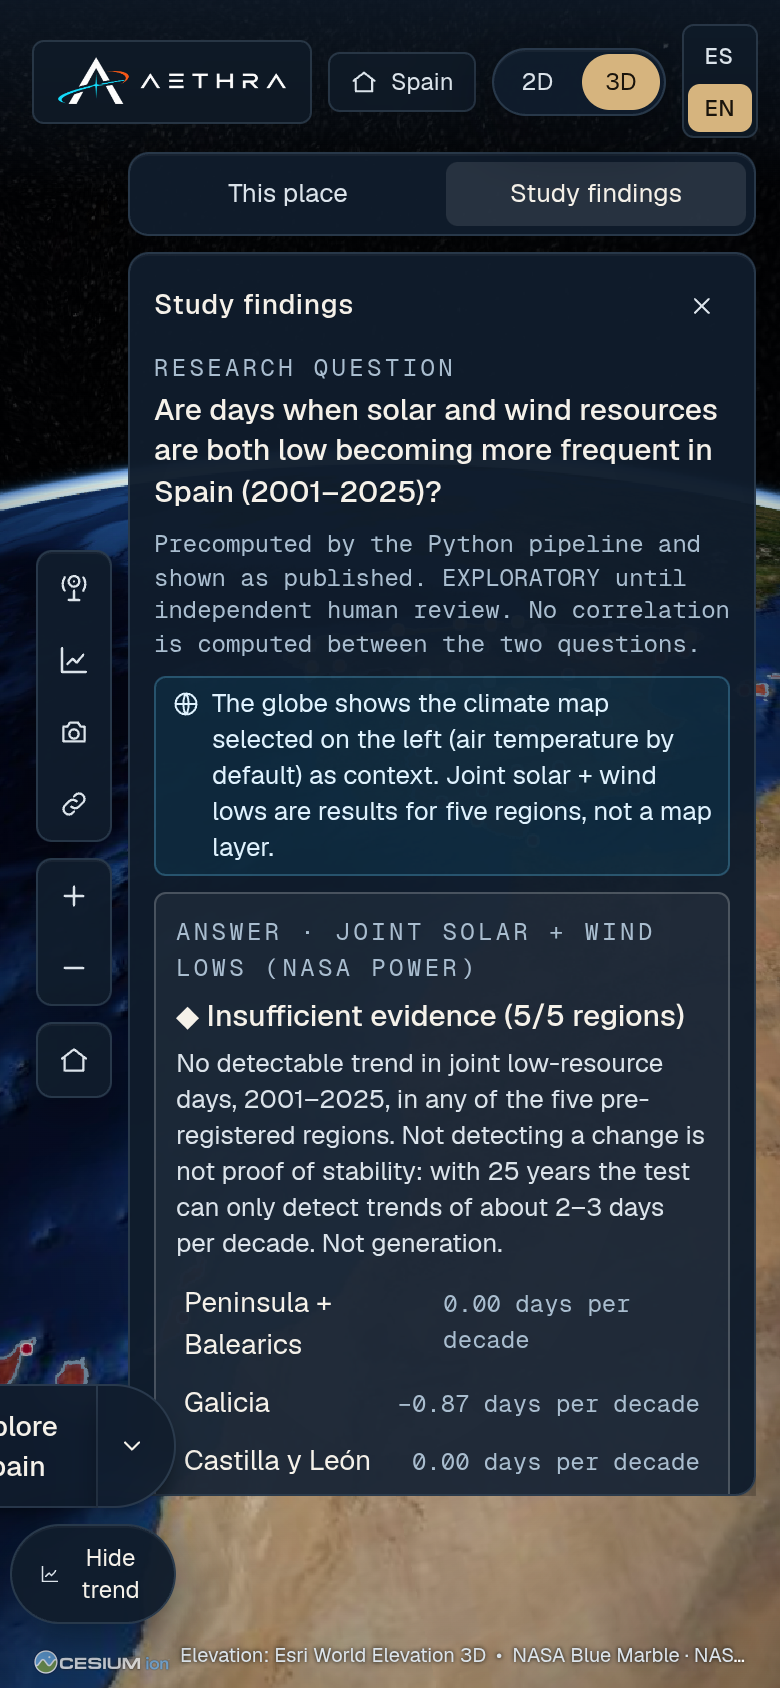 AETHRA
Spain
2D
3D
ES
EN
This place
Study findings
Study findings
RESEARCH QUESTION
Are days when solar and wind resources
are both low becoming more frequent in
Spain (2001–2025)?
Precomputed by the Python pipeline and
shown as published. EXPLORATORY until
independent human review. No correlation
is computed between the two questions.
The globe shows the climate map
selected on the left (air temperature by
default) as context. Joint solar + wind
lows are results for five regions, not a map
layer.
ANSWER · JOINT SOLAR + WIND
LOWS (NASA POWER)
◆ Insufficient evidence (5/5 regions)
No detectable trend in joint low-resource
days, 2001–2025, in any of the five pre-
registered regions. Not detecting a change is
not proof of stability: with 25 years the test
can only detect trends of about 2–3 days
per decade. Not generation.
Peninsula +
Balearics
0.00 days per
decade
Galicia
−0.87 days per decade
Castilla y León
0.00 days per decade
plore
pain
Hide
trend
CESIUM ion
Elevation: Esri World Elevation 3D • NASA Blue Marble · NAS...